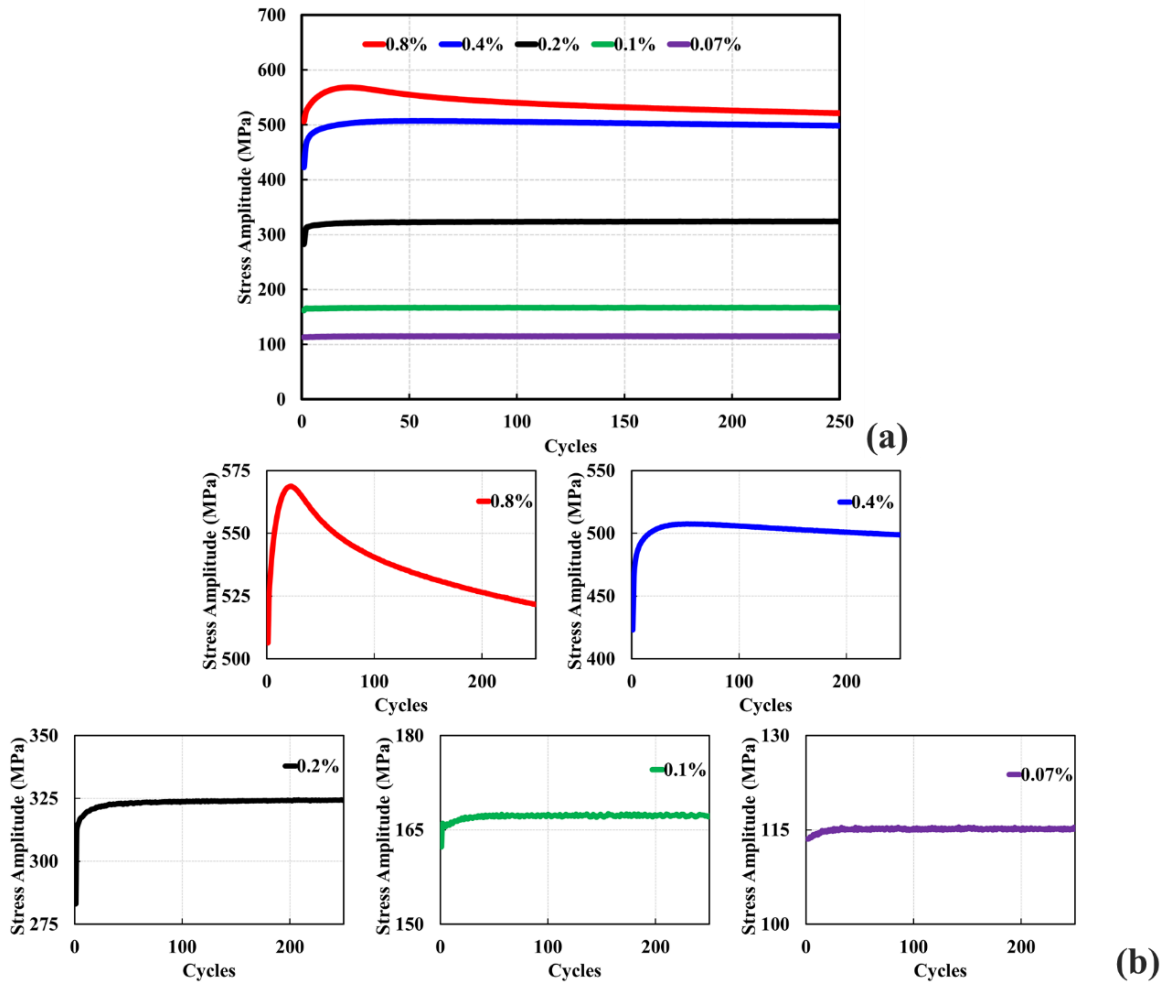 700
0.8% 0.4% 0.2% 0.1% 0.07%
600
500
400
300
200
100
0
Stress Amplitude (MPa)
0 50 100 150 200 250
Cycles
(a)
575
550
525
500
Stress Amplitude (MPa)
0.8%
0 100 200
Cycles
550
500
450
400
Stress Amplitude (MPa)
0.4%
0 100 200
Cycles
350
325
300
275
Stress Amplitude (MPa)
0.2%
0 100 200
Cycles
180
165
150
Stress Amplitude (MPa)
0.1%
0 100 200
Cycles
130
115
100
Stress Amplitude (MPa)
0.07%
0 100 200
Cycles
(b)